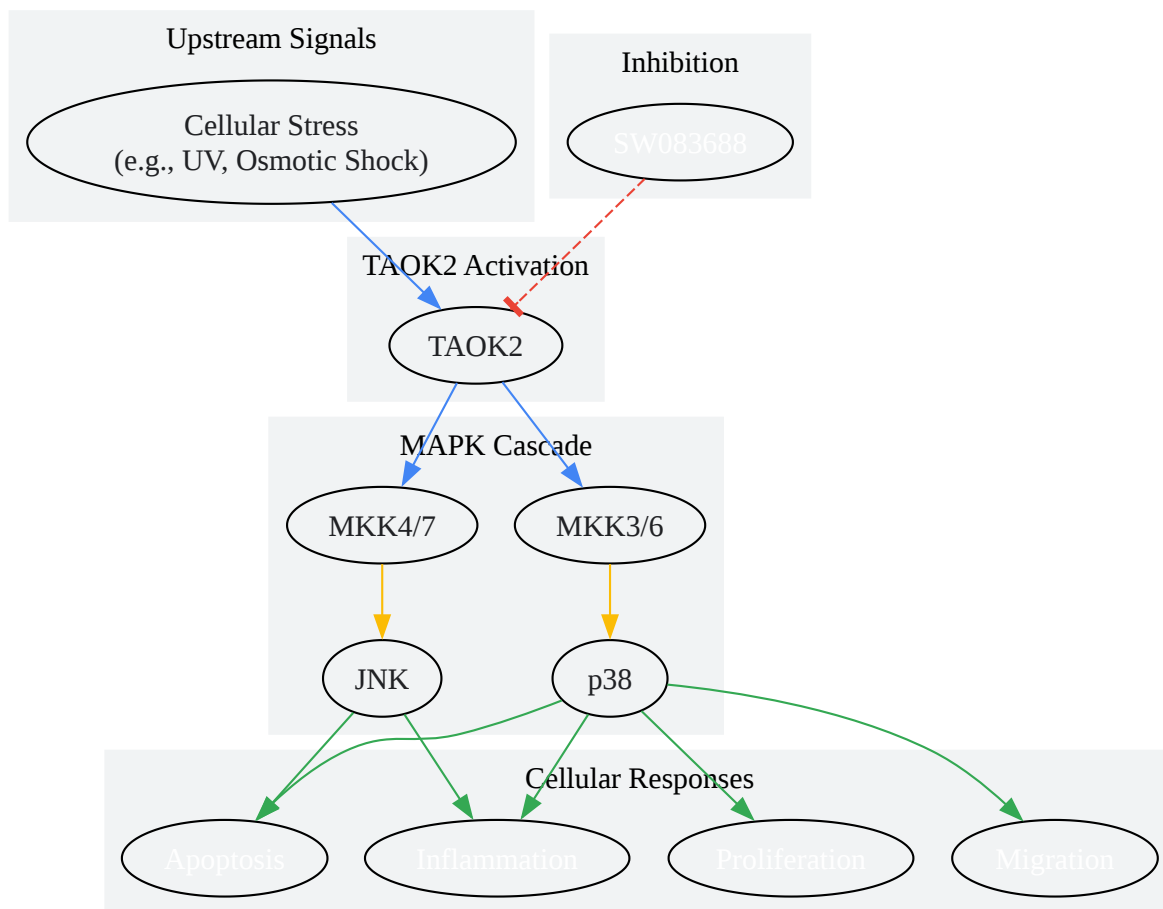 Upstream Signals
Inhibition
Cellular Stress
(e.g., UV, Osmotic Shock)
SW083688
TAOK2 Activation
TAOK2
MAPK Cascade
MKK4/7
MKK3/6
JNK
p38
Cellular Responses
Apoptosis
Inflammation
Proliferation
Migration